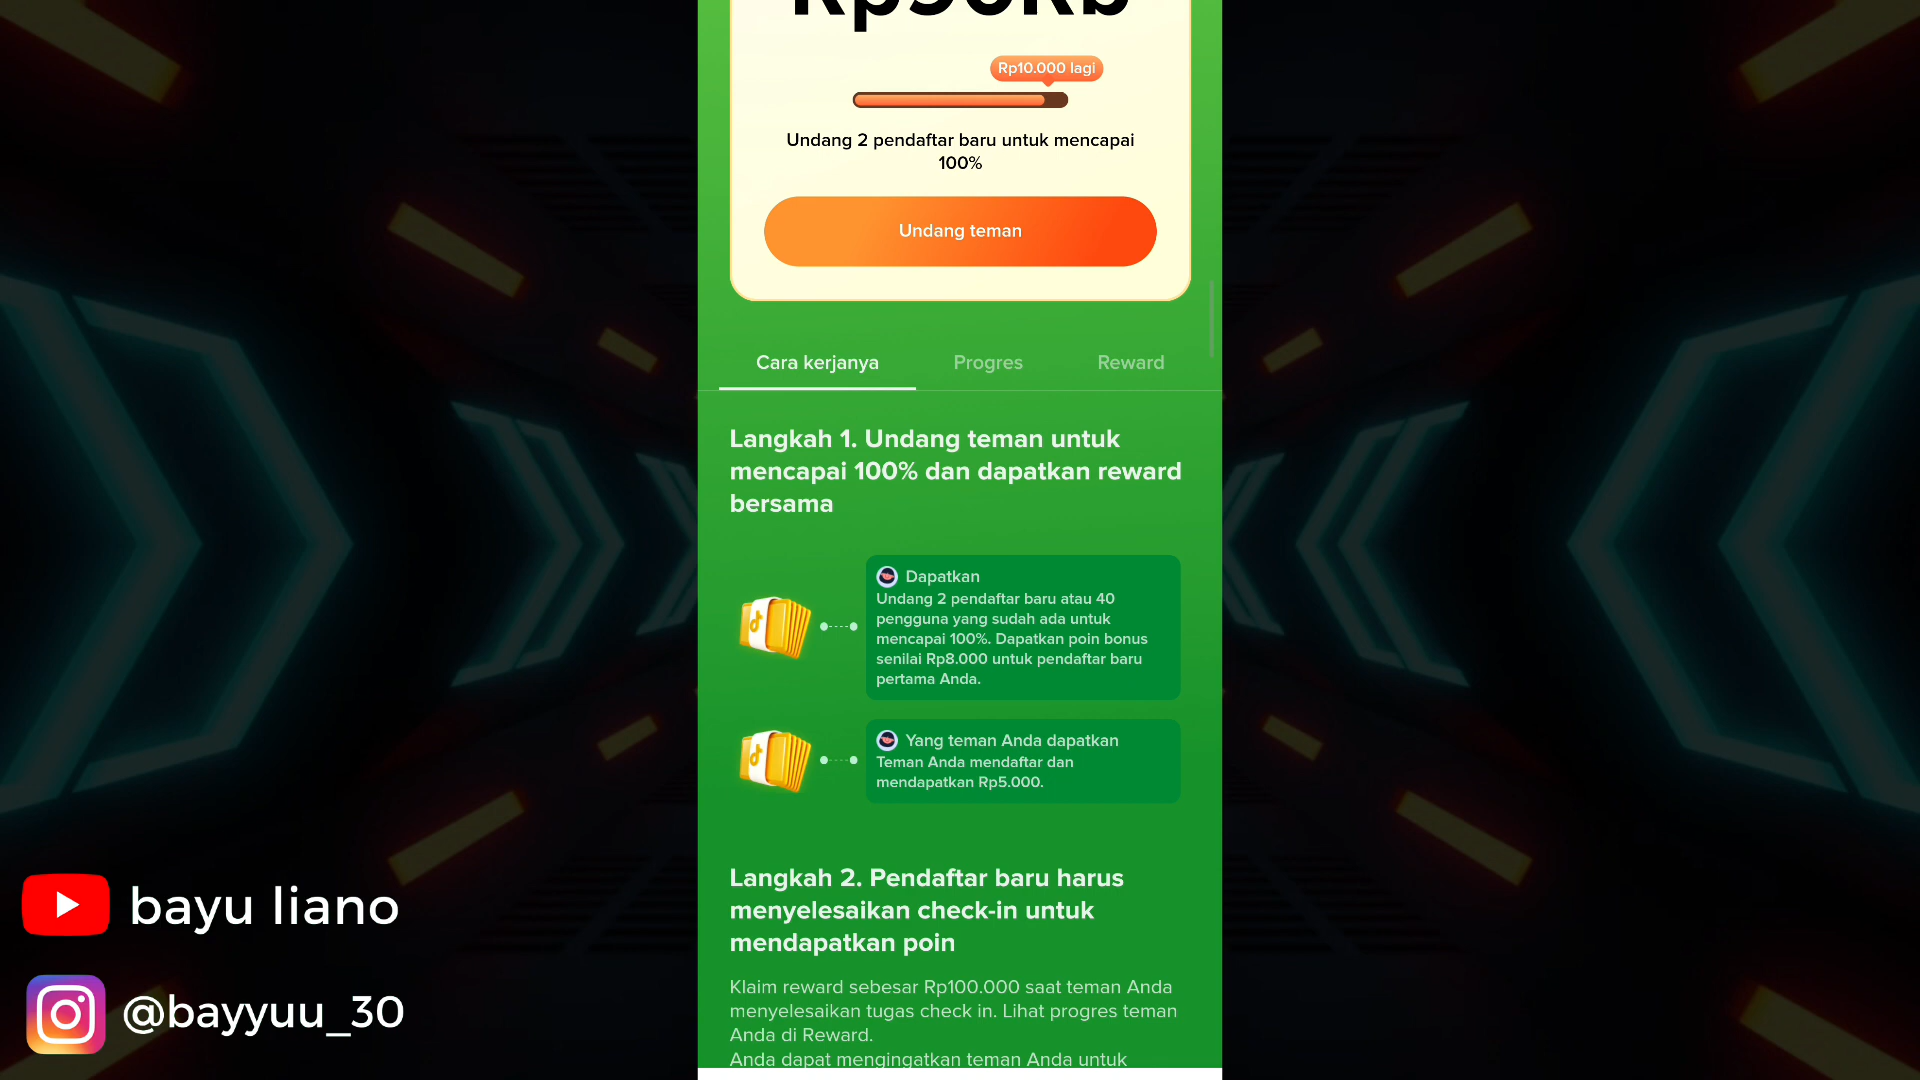 Rp10.000 lagi
Undang 2 pendaftar baru untuk mencapai
100%
Undang teman
Cara kerjanya
Progres
Reward
Langkah 1. Undang teman untuk
mencapai 100% dan dapatkan reward
bersama
Dapatkan
Undang 2 pendaftar baru atau 40
pengguna yang sudah ada untuk
mencapai 100%. Dapatkan poin bonus
senilai Rp8.000 untuk pendaftar baru
pertama Anda.
Yang teman Anda dapatkan
Teman Anda mendaftar dan
mendapatkan Rp5.000.
Langkah 2. Pendaftar baru harus
menyelesaikan check-in untuk
mendapatkan poin
Klaim reward sebesar Rp100.000 saat teman Anda
menyelesaikan tugas check in. Lihat progres teman
Anda di Reward.
Anda dapat mengingatkan teman Anda untuk
bayu liano
@bayyuu_30